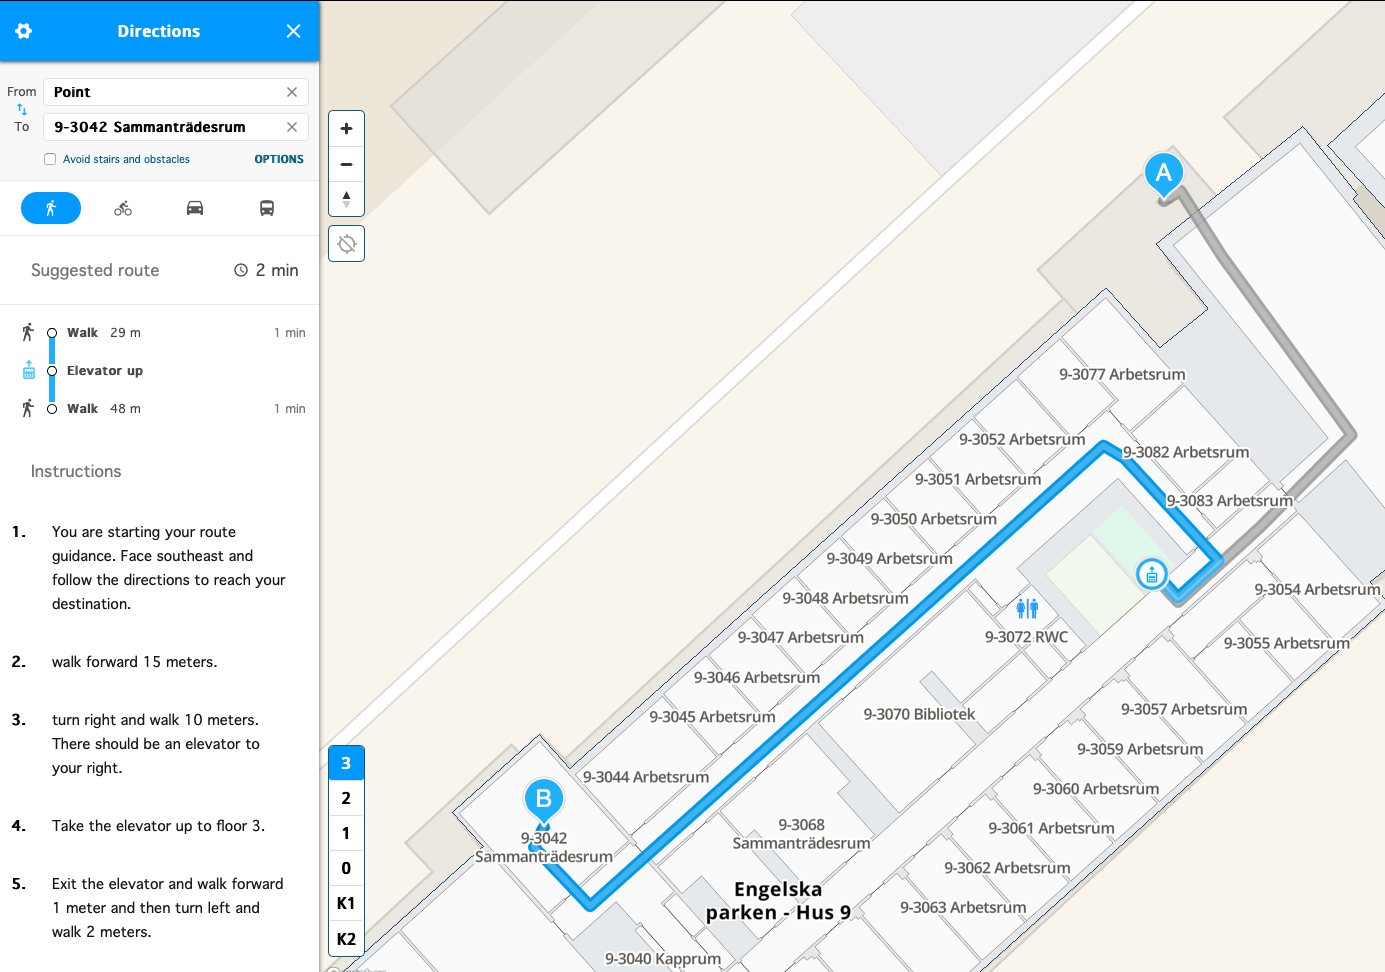 Directions
From
Point
To
9-3042 Sammanträdesrum
Avoid stairs and obstacles
OPTIONS
Suggested route
2 min
Walk 29 m 1 min
Elevator up
Walk 48 m 1 min
Instructions
1. You are starting your route
guidance. Face southeast and
follow the directions to reach your
destination.
2. walk forward 15 meters.
3. turn right and walk 10 meters.
There should be an elevator to
your right.
4. Take the elevator up to floor 3.
5. Exit the elevator and walk forward
1 meter and then turn left and
walk 2 meters.
+
−
3
2
1
0
K1
K2
A
9-3077 Arbetsrum
9-3052 Arbetsrum
9-3082 Arbetsrum
9-3051 Arbetsrum
9-3083 Arbetsrum
9-3050 Arbetsrum
9-3049 Arbetsrum
9-3054 Arbetsrum
9-3048 Arbetsrum
9-3047 Arbetsrum
9-3072 RWC
9-3055 Arbetsrum
9-3046 Arbetsrum
9-3045 Arbetsrum
9-3070 Bibliotek
9-3057 Arbetsrum
9-3059 Arbetsrum
9-3044 Arbetsrum
9-3060 Arbetsrum
B
9-3042
Sammanträdesrum
9-3068
Sammanträdesrum
9-3061 Arbetsrum
9-3062 Arbetsrum
Engelska
parken - Hus 9
9-3063 Arbetsrum
9-3040 Kapprum